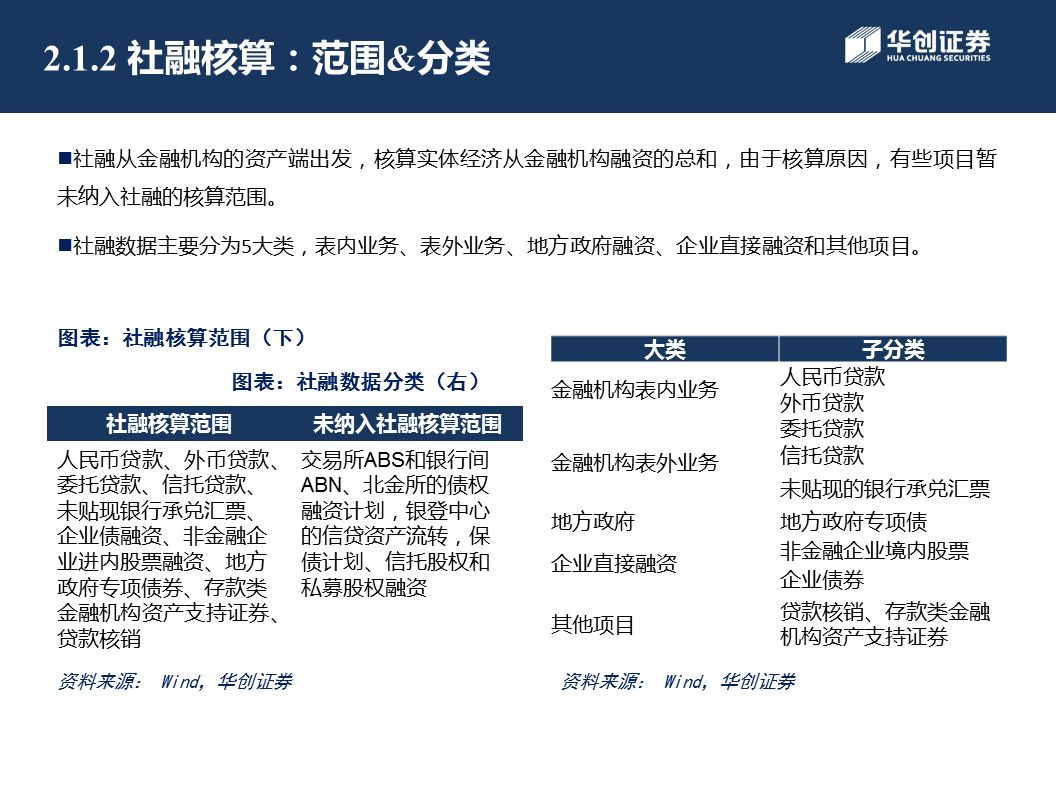 2.1.2 社融核算：范围&分类
华创证券
HUA CHUANG SECURITIES
■社融从金融机构的资产端出发，核算实体经济从金融机构融资的总和，由于核算原因，有些项目暂
未纳入社融的核算范围。
■社融数据主要分为5大类，表内业务、表外业务、地方政府融资、企业直接融资和其他项目。
图表：社融核算范围（下）
图表：社融数据分类（右）
社融核算范围 未纳入社融核算范围
人民币贷款、外币贷款、
委托贷款、信托贷款、
未贴现银行承兑汇票、
企业债融资、非金融企
业进内股票融资、地方
政府专项债券、存款类
金融机构资产支持证券、
贷款核销
交易所ABS和银行间
ABN、北金所的债权
融资计划，银登中心
的信贷资产流转，保
债计划、信托股权和
私募股权融资
资料来源： Wind，华创证券
大类 子分类
金融机构表内业务
人民币贷款
外币贷款
委托贷款
金融机构表外业务
信托贷款
未贴现的银行承兑汇票
地方政府 地方政府专项债
企业直接融资
非金融企业境内股票
企业债券
其他项目
贷款核销、存款类金融
机构资产支持证券
资料来源： Wind，华创证券